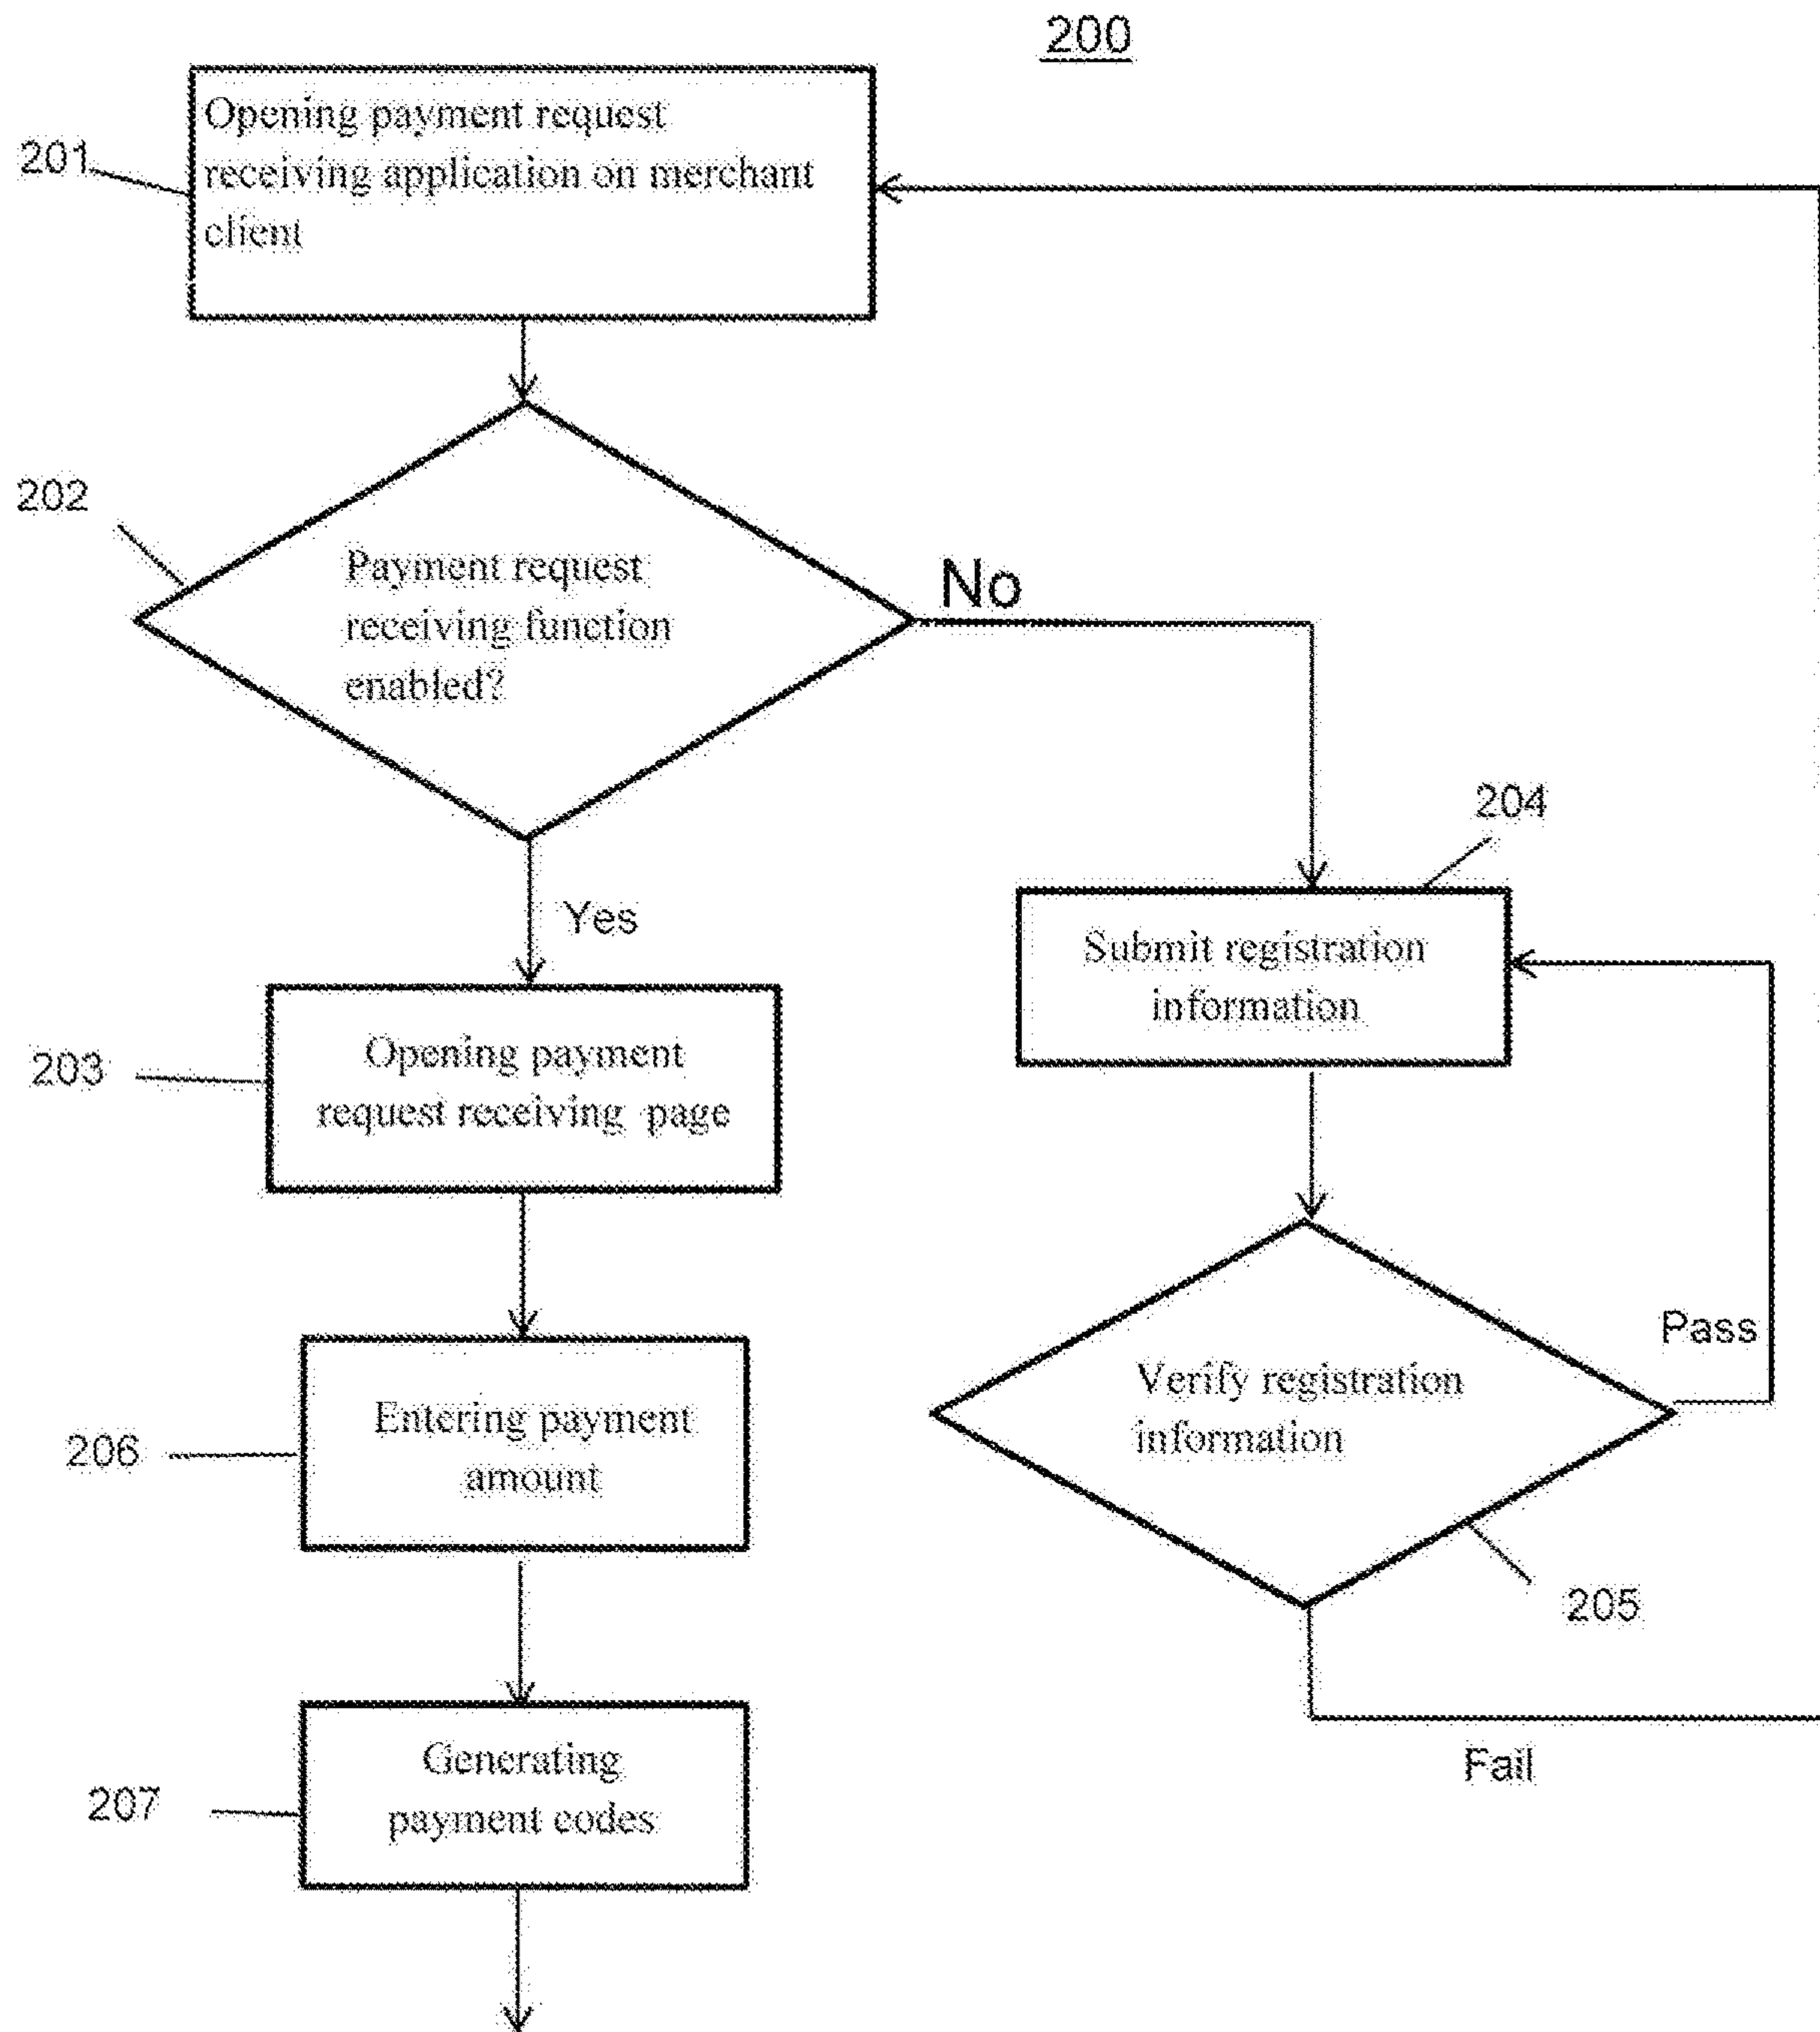 200
Opening payment request
receiving application on merchant
client
201
202
Payment request
receiving function
enabled?
No
Yes
204
Submit registration
information
203
Opening payment
request receiving page
Pass
Verify registration
information
205
206
Entering payment
amount
Fail
207
Generating
payment codes